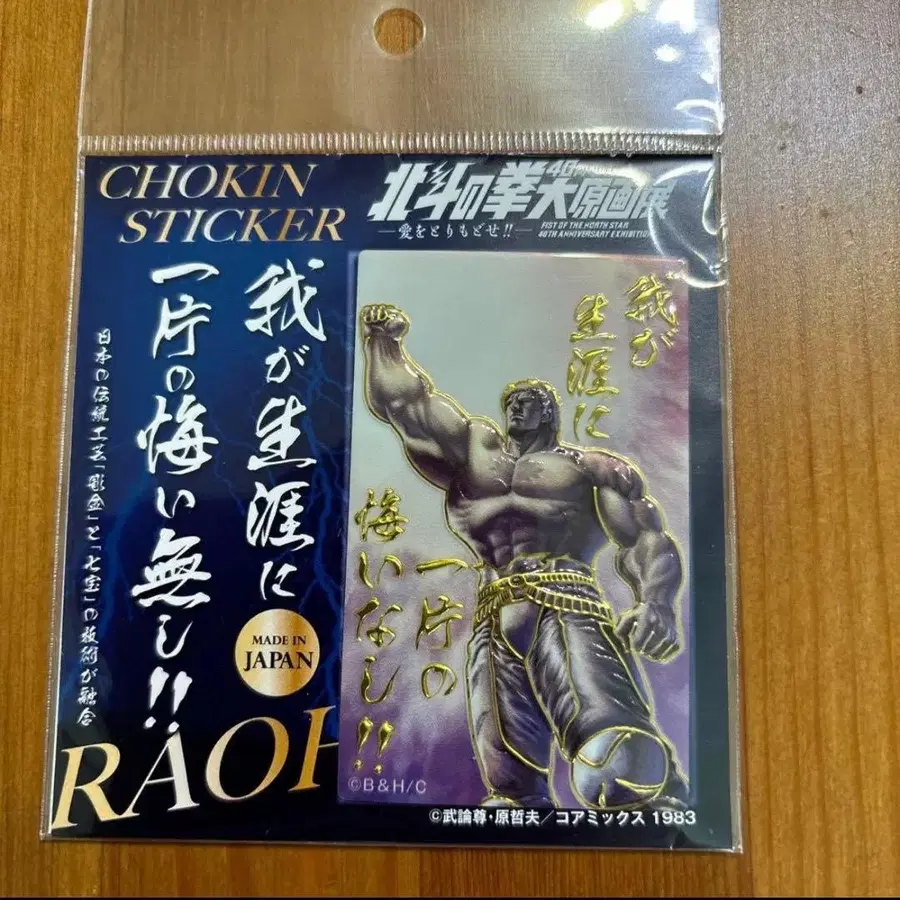 CHOKIN
STICKER
北斗の拳 40th 大原画展
―愛をとりもどせ!!―
FIST OF THE NORTH STAR
40TH ANNIVERSARY EXHIBITION
我が生涯に
一片の悔い無し!!
日本の伝統工芸「彫金」と「七宝」の技術が融合
MADE IN
JAPAN
RAOH
我が
生涯に
一片の
悔いなし!!
©B&H/C
©武論尊・原哲夫/コアミックス 1983